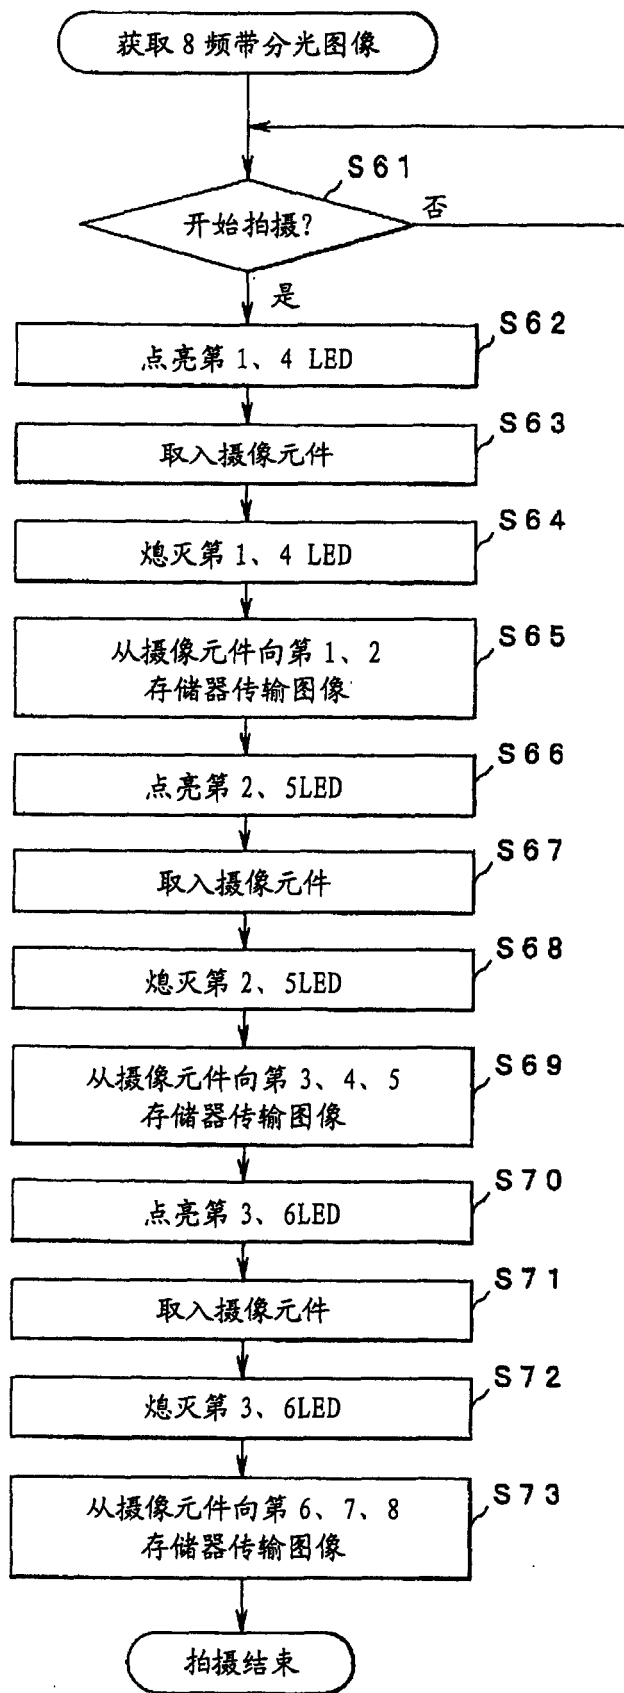 获取 8 频带分光图像
S61
开始拍摄?
否
是
S62
点亮第 1、4 LED
S63
取入摄像元件
S64
熄灭第 1、4 LED
S65
从摄像元件向第 1、2
存储器传输图像
S66
点亮第 2、5LED
S67
取入摄像元件
S68
熄灭第 2、5LED
S69
从摄像元件向第 3、4、5
存储器传输图像
S70
点亮第 3、6LED
S71
取入摄像元件
S72
熄灭第 3、6LED
S73
从摄像元件向第 6、7、8
存储器传输图像
拍摄结束